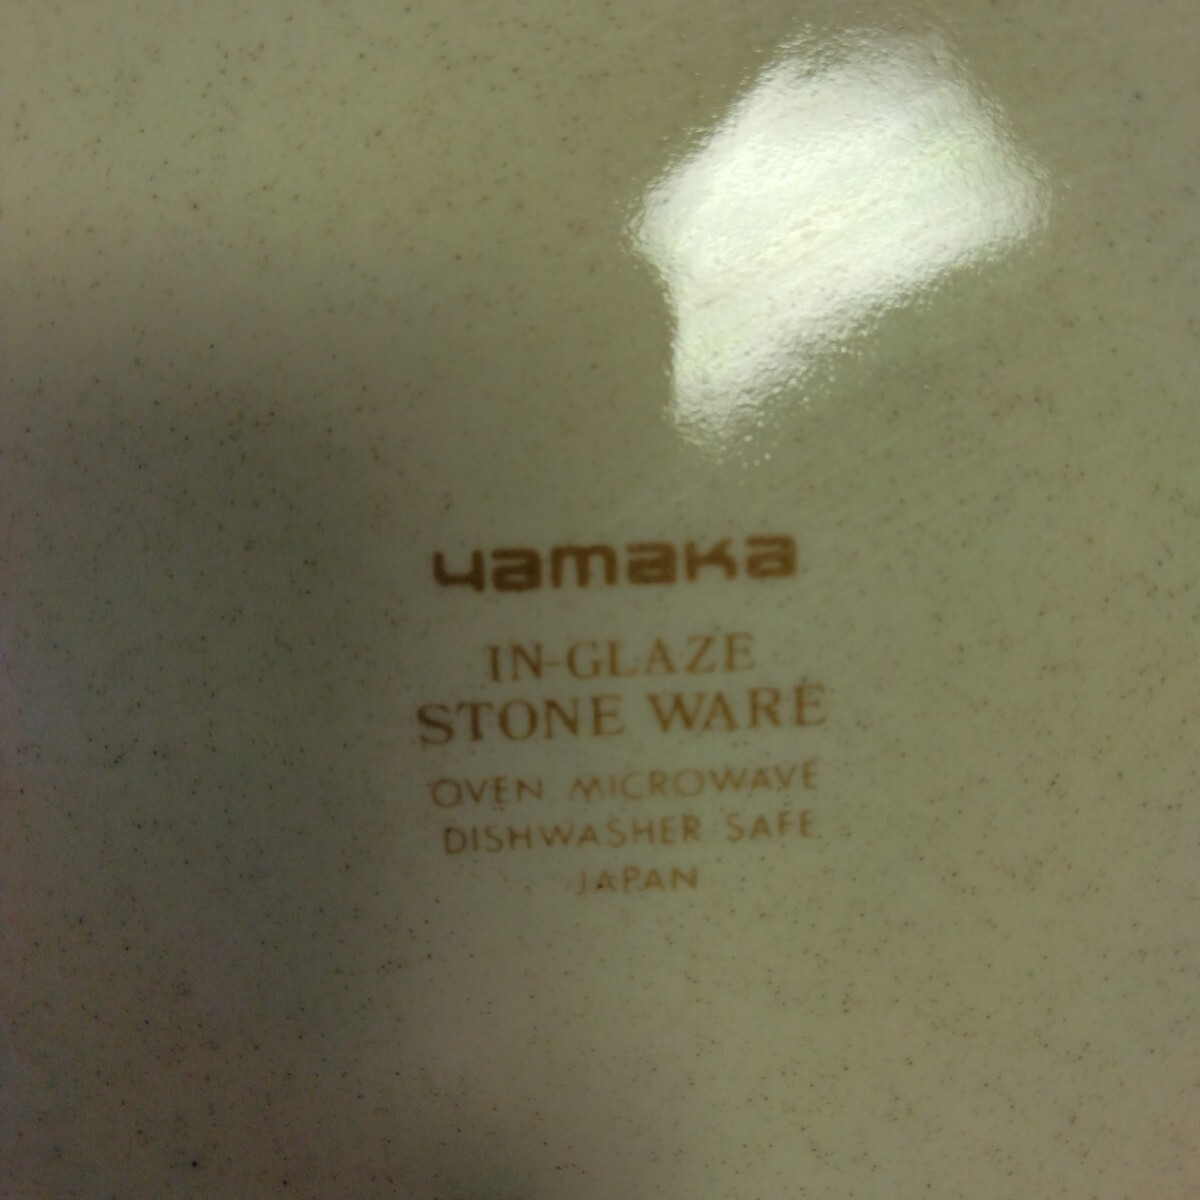 yamaka
IN-GLAZE
STONE WARE
OVEN MICROWAVE
DISHWASHER SAFE
JAPAN